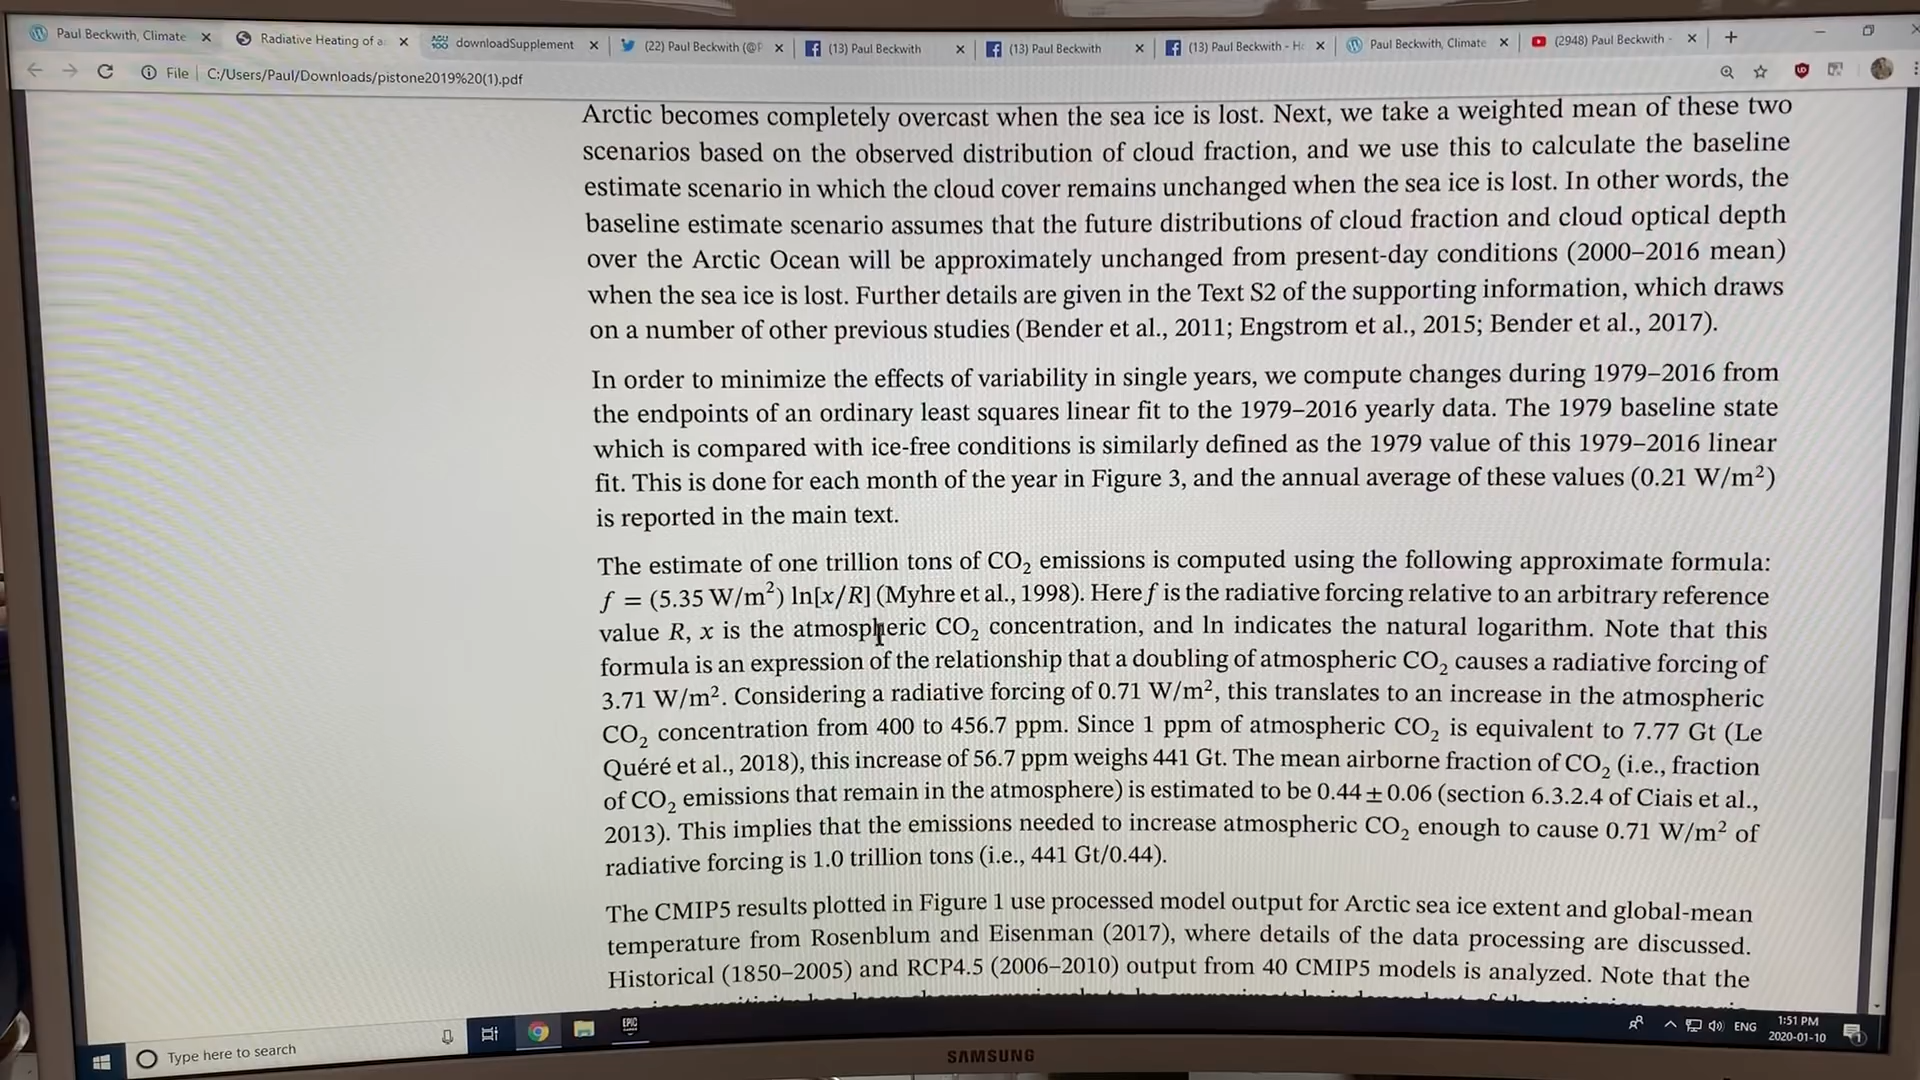 Paul Beckwith, Climate
Radiative Heating of a
AGU 100 downloadSupplement
(22) Paul Beckwith (@P
(13) Paul Beckwith
(13) Paul Beckwith
(13) Paul Beckwith - Ho
Paul Beckwith, Climate
(2948) Paul Beckwith -
File | C:/Users/Paul/Downloads/pistone2019%20(1).pdf
Arctic becomes completely overcast when the sea ice is lost. Next, we take a weighted mean of these two
scenarios based on the observed distribution of cloud fraction, and we use this to calculate the baseline
estimate scenario in which the cloud cover remains unchanged when the sea ice is lost. In other words, the
baseline estimate scenario assumes that the future distributions of cloud fraction and cloud optical depth
over the Arctic Ocean will be approximately unchanged from present-day conditions (2000–2016 mean)
when the sea ice is lost. Further details are given in the Text S2 of the supporting information, which draws
on a number of other previous studies (Bender et al., 2011; Engstrom et al., 2015; Bender et al., 2017).
In order to minimize the effects of variability in single years, we compute changes during 1979–2016 from
the endpoints of an ordinary least squares linear fit to the 1979–2016 yearly data. The 1979 baseline state
which is compared with ice-free conditions is similarly defined as the 1979 value of this 1979–2016 linear
fit. This is done for each month of the year in Figure 3, and the annual average of these values (0.21 W/m²)
is reported in the main text.
The estimate of one trillion tons of CO₂ emissions is computed using the following approximate formula:
f = (5.35 W/m²) ln[x/R] (Myhre et al., 1998). Here f is the radiative forcing relative to an arbitrary reference
value R, x is the atmospheric CO₂ concentration, and ln indicates the natural logarithm. Note that this
formula is an expression of the relationship that a doubling of atmospheric CO₂ causes a radiative forcing of
3.71 W/m². Considering a radiative forcing of 0.71 W/m², this translates to an increase in the atmospheric
CO₂ concentration from 400 to 456.7 ppm. Since 1 ppm of atmospheric CO₂ is equivalent to 7.77 Gt (Le
Quéré et al., 2018), this increase of 56.7 ppm weighs 441 Gt. The mean airborne fraction of CO₂ (i.e., fraction
of CO₂ emissions that remain in the atmosphere) is estimated to be 0.44 ± 0.06 (section 6.3.2.4 of Ciais et al.,
2013). This implies that the emissions needed to increase atmospheric CO₂ enough to cause 0.71 W/m² of
radiative forcing is 1.0 trillion tons (i.e., 441 Gt/0.44).
The CMIP5 results plotted in Figure 1 use processed model output for Arctic sea ice extent and global-mean
temperature from Rosenblum and Eisenman (2017), where details of the data processing are discussed.
Historical (1850–2005) and RCP4.5 (2006–2010) output from 40 CMIP5 models is analyzed. Note that the
Type here to search
EPIC
ENG
1:51 PM
2020-01-10
1
SAMSUNG